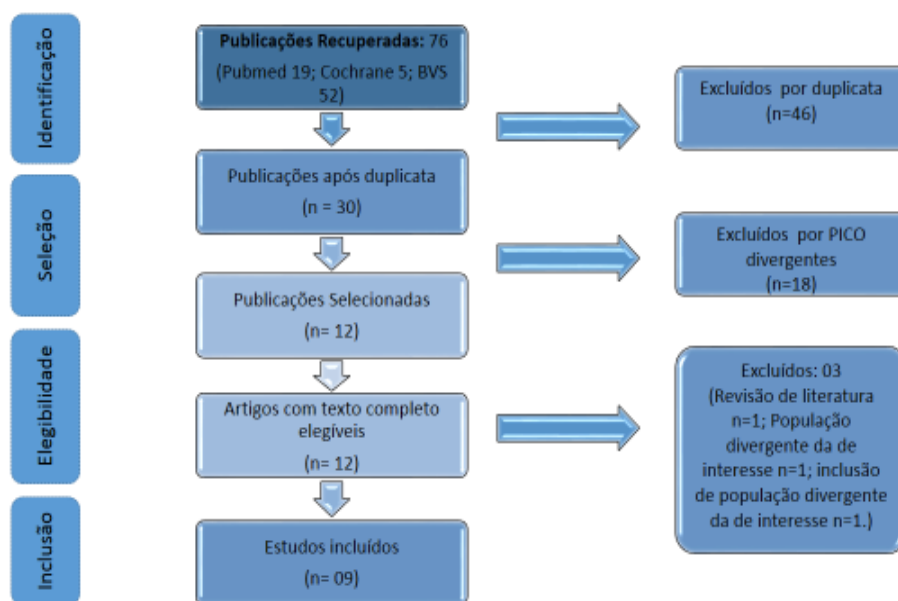 Identificação
Publicações Recuperadas: 76
(Pubmed 19; Cochrane 5; BVS
52)
Excluídos por duplicata
(n=46)
Seleção
Publicações após duplicata
(n = 30)
Excluídos por PICO
divergentes
(n=18)
Publicações Selecionadas
(n= 12)
Elegibilidade
Artigos com texto completo
elegíveis
(n= 12)
Excluídos: 03
(Revisão de literatura
n=1; População
divergente da de
interesse n=1; inclusão
de população divergente
da de interesse n=1.)
Inclusão
Estudos incluídos
(n= 09)